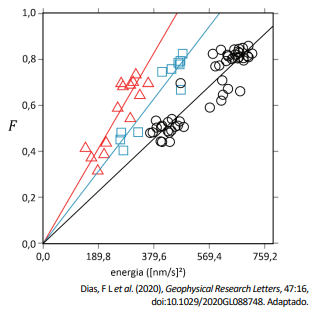 1,0
0,8
0,6
0,4
0,2
0,0
F
0,0 189,8 379,6 569,4 759,2
energia ([nm/s]²)
Dias, F L et al. (2020), Geophysical Research Letters, 47:16,
doi:10.1029/2020GL088748. Adaptado.